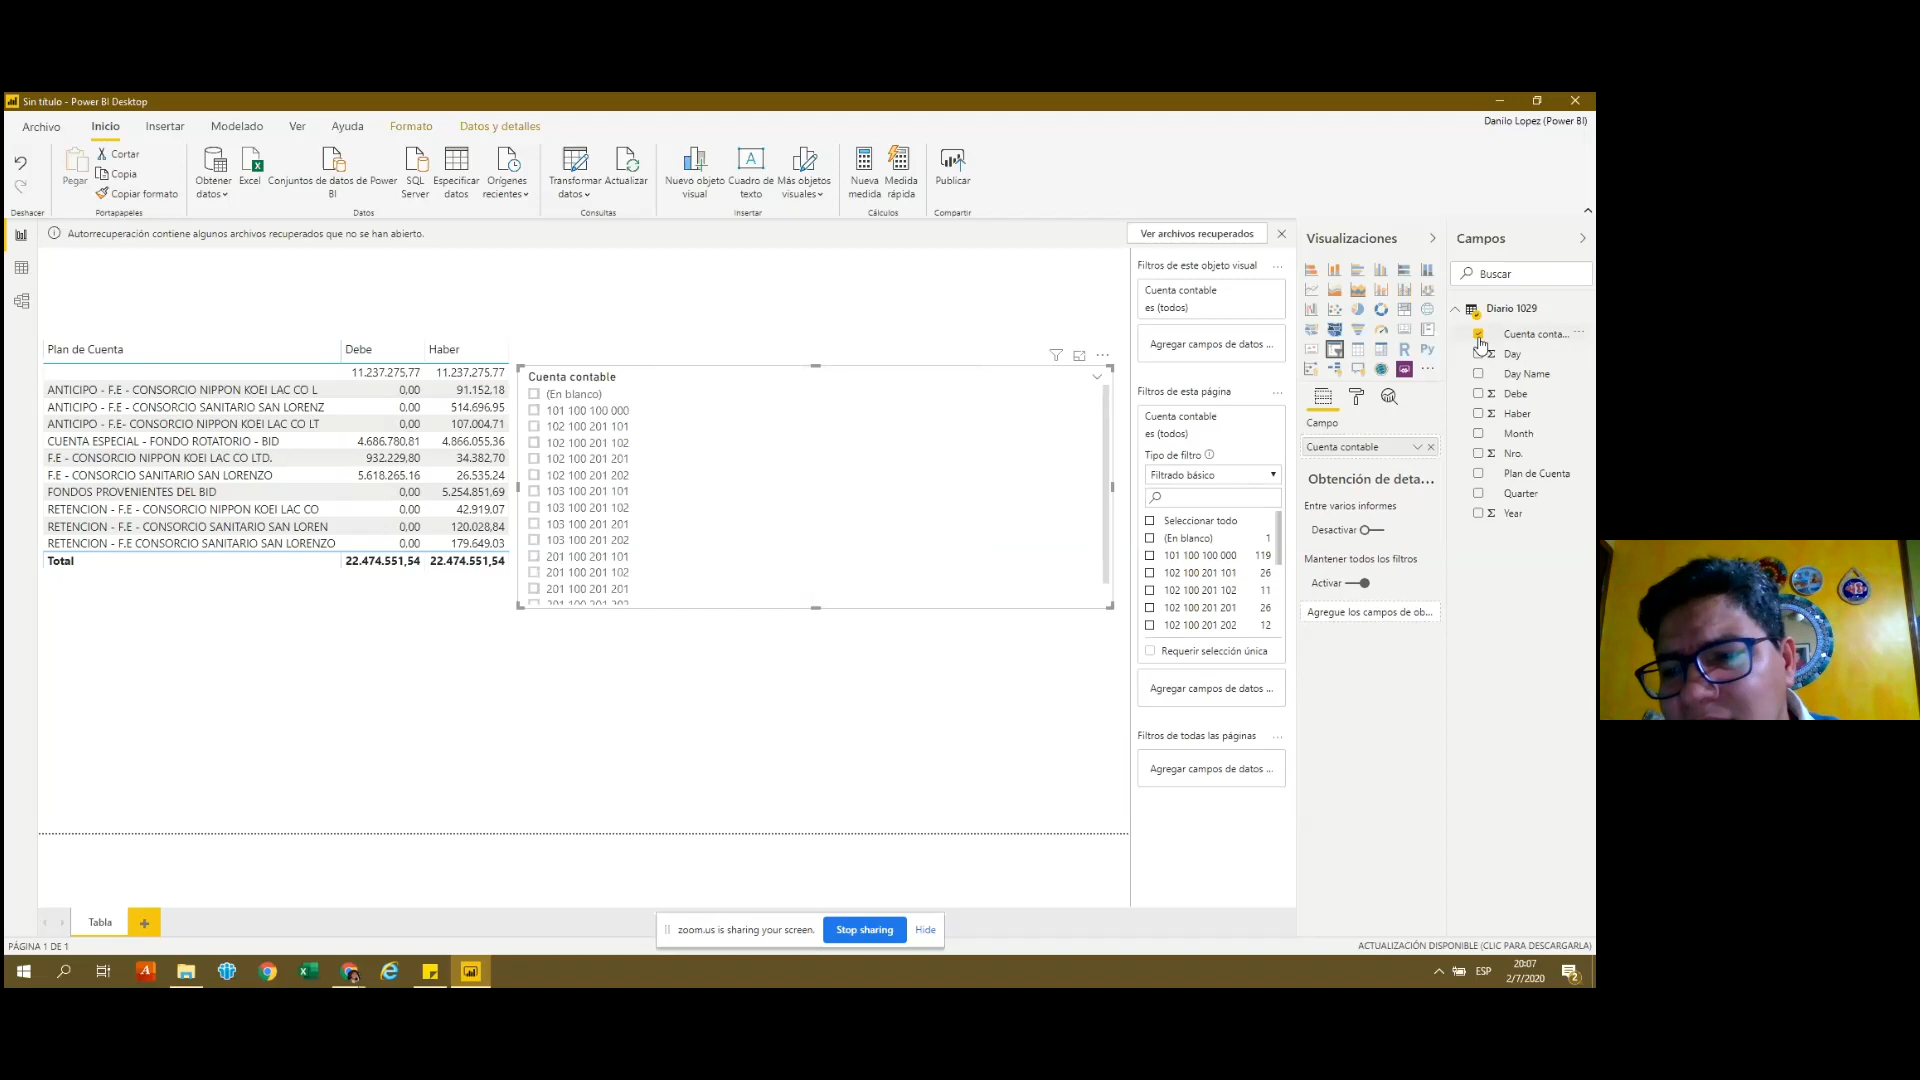 Sin título - Power BI Desktop
Archivo Inicio Insertar Modelado Ver Ayuda Formato Datos y detalles
Danilo Lopez (Power BI)
Pegar
Cortar
Copia
Copiar formato
Obtener datos
Excel
Conjuntos de datos de Power BI
SQL Server
Especificar datos
Orígenes recientes
Transformar datos
Actualizar
Nuevo objeto visual
Cuadro de texto
Más objetos visuales
Nueva medida
Medida rápida
Publicar
Deshacer Portapapeles Datos Consultas Insertar Cálculos Compartir
Autorrecuperación contiene algunos archivos recuperados que no se han abierto.
Ver archivos recuperados
Plan de Cuenta Debe Haber
11.237.275,77 11.237.275,77
ANTICIPO - F.E - CONSORCIO NIPPON KOEI LAC CO L 0,00 91.152,18
ANTICIPO - F.E - CONSORCIO SANITARIO SAN LORENZ 0,00 514.696,95
ANTICIPO - F.E- CONSORCIO NIPPON KOEI LAC CO LT 0,00 107.004,71
CUENTA ESPECIAL - FONDO ROTATORIO - BID 4.686.780,81 4.866.055,36
F.E - CONSORCIO NIPPON KOEI LAC CO LTD. 932.229,80 34.382,70
F.E - CONSORCIO SANITARIO SAN LORENZO 5.618.265,16 26.535,24
FONDOS PROVENIENTES DEL BID 0,00 5.254.851,69
RETENCION - F.E - CONSORCIO NIPPON KOEI LAC CO 0,00 42.919,07
RETENCION - F.E - CONSORCIO SANITARIO SAN LOREN 0,00 120.028,84
RETENCION - F.E CONSORCIO SANITARIO SAN LORENZO 0,00 179.649,03
Total 22.474.551,54 22.474.551,54
Cuenta contable
(En blanco)
101 100 100 000
102 100 201 101
102 100 201 102
102 100 201 201
102 100 201 202
103 100 201 101
103 100 201 102
103 100 201 201
103 100 201 202
201 100 201 101
201 100 201 102
201 100 201 201
201 100 201 202
Filtros de este objeto visual
Cuenta contable
es (todos)
Agregar campos de datos ...
Filtros de esta página
Cuenta contable
es (todos)
Tipo de filtro
Filtrado básico
Seleccionar todo
(En blanco) 1
101 100 100 000 119
102 100 201 101 26
102 100 201 102 11
102 100 201 201 26
102 100 201 202 12
Requerir selección única
Agregar campos de datos ...
Filtros de todas las páginas
Agregar campos de datos ...
Visualizaciones
Campo
Cuenta contable
Obtención de deta...
Entre varios informes
Desactivar
Mantener todos los filtros
Activar
Agregue los campos de ob...
Campos
Buscar
Diario 1029
Cuenta conta...
Day
Day Name
Debe
Haber
Month
Nro.
Plan de Cuenta
Quarter
Year
Tabla
zoom.us is sharing your screen. Stop sharing Hide
PÁGINA 1 DE 1
ACTUALIZACIÓN DISPONIBLE (CLIC PARA DESCARGARLA)
ESP
20:07
2/7/2020
2